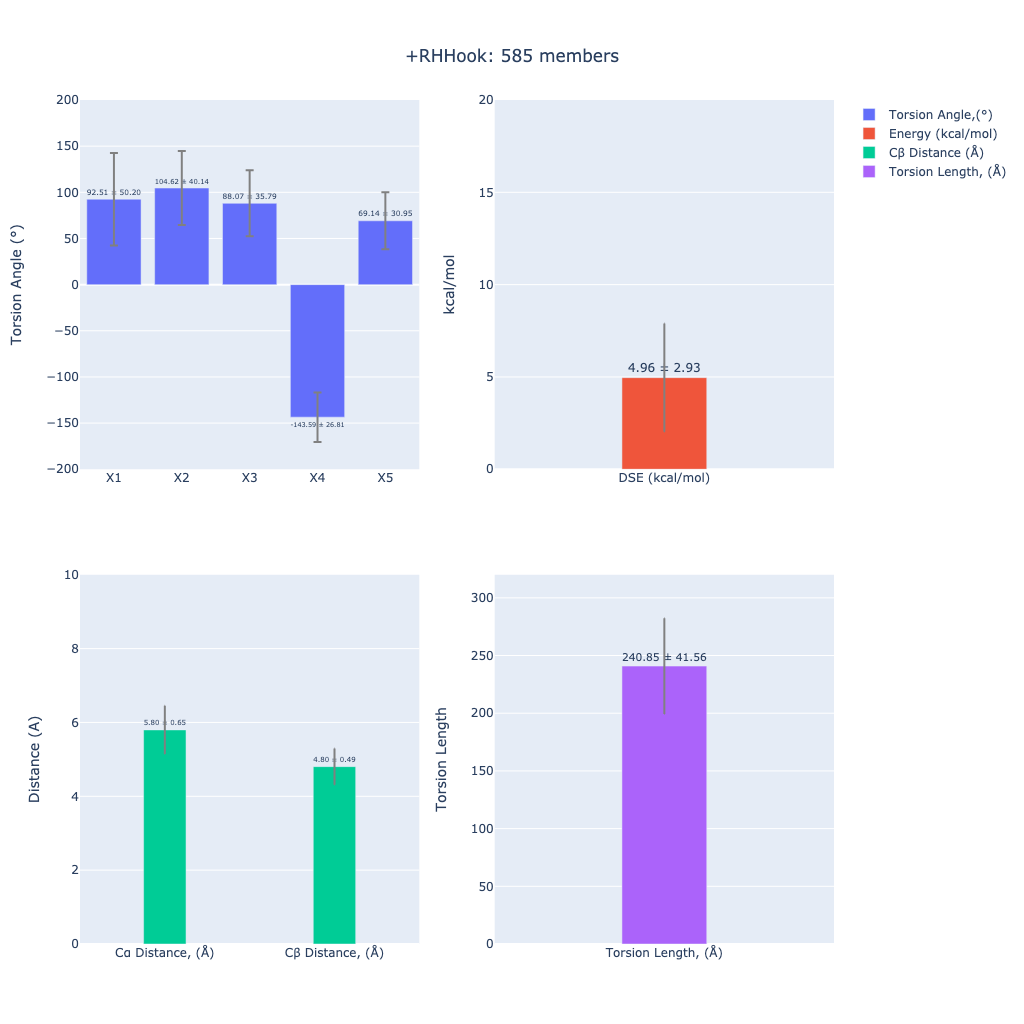 +RHHook: 585 members
Torsion Angle (°)
200
150
100
50
0
−50
−100
−150
−200
92.51 ± 50.20
104.62 ± 40.14
88.07 ± 35.79
-143.59 ± 26.81
69.14 ± 30.95
X1
X2
X3
X4
X5
kcal/mol
20
15
10
5
0
4.96 ± 2.93
DSE (kcal/mol)
Torsion Angle,(°)
Energy (kcal/mol)
Cβ Distance (Å)
Torsion Length, (Å)
Distance (A)
10
8
6
4
2
0
5.80 ± 0.65
4.80 ± 0.49
Cα Distance, (Å)
Cβ Distance, (Å)
Torsion Length
300
250
200
150
100
50
0
240.85 ± 41.56
Torsion Length, (Å)